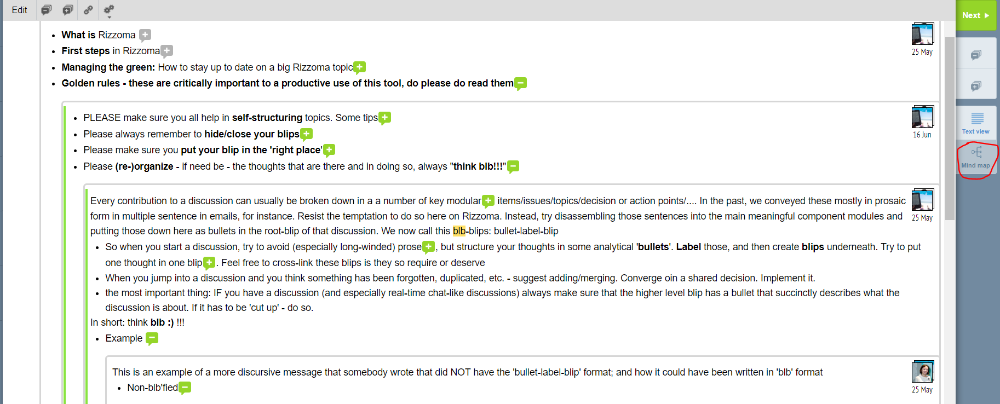 Edit
Next
What is Rizzoma
25 May
First steps in Rizzoma
Managing the green: How to stay up to date on a big Rizzoma topic
Golden rules - these are critically important to a productive use of this tool, do please do read them
PLEASE make sure you all help in self-structuring topics. Some tips
16 Jun
Text view
Please always remember to hide/close your blips
Please make sure you put your blip in the 'right place'
Please (re-)organize - if need be - the thoughts that are there and in doing so, always "think blb!!!"
Mind map
Every contribution to a discussion can usually be broken down in a a number of key modular items/issues/topics/decision or action points/.... In the past, we conveyed these mostly in prosaic
form in multiple sentence in emails, for instance. Resist the temptation to do so here on Rizzoma. Instead, try disassembling those sentences into the main meaningful component modules and
25 May
putting those down here as bullets in the root-blip of that discussion. We now call this blb-blips: bullet-label-blip
So when you start a discussion, try to avoid (especially long-winded) prose, but structure your thoughts in some analytical 'bullets'. Label those, and then create blips underneath. Try to put
one thought in one blip. Feel free to cross-link these blips is they so require or deserve
When you jump into a discussion and you think something has been forgotten, duplicated, etc. - suggest adding/merging. Converge oin a shared decision. Implement it.
the most important thing: IF you have a discussion (and especially real-time chat-like discussions) always make sure that the higher level blip has a bullet that succinctly describes what the
discussion is about. If it has to be 'cut up' - do so.
In short: think blb :) !!!
Example
This is an example of a more discursive message that somebody wrote that did NOT have the 'bullet-label-blip' format; and how it could have been written in 'blb' format
Non-blb'fied
25 May